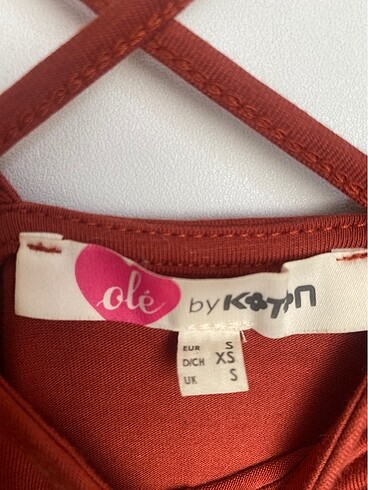 olé by KOTON
EUR S
D/CH XS
UK S